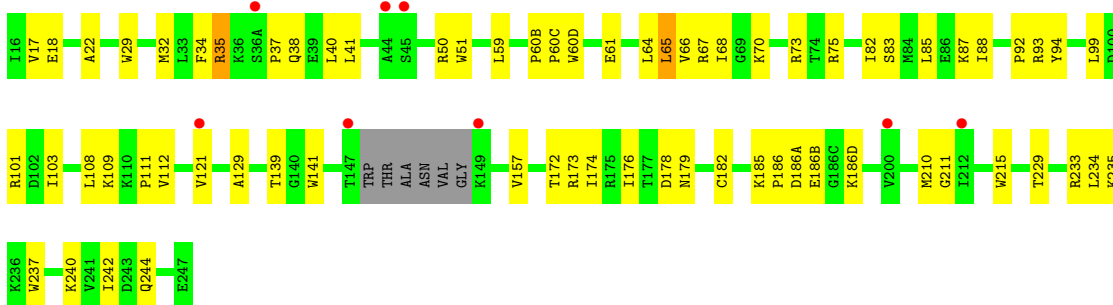 I16 V17 E18 A22 W29 M32 L33 F34 R35 K36 S36A P37 Q38 E39 L40 L41 A44 S45 R50 W51 L59 P60B P60C W60D E61 L64 L65 V66 R67 I68 G69 K70 R73 T74 R75 I82 S83 M84 L85 E86 K87 I88 P92 R93 Y94 L99 D100
R101 D102 I103 L108 K109 K110 P111 V112 V121 A129 T139 G140 W141 T147 TRP THR ALA ASN VAL GLY K149 V157 T172 R173 I174 R175 I176 T177 D178 N179 C182 K185 P186 D186A E186B G186C K186D V200 M210 G211 I212 W215 T229 R233 L234 K235
K236 W237 K240 V241 I242 D243 Q244 E247